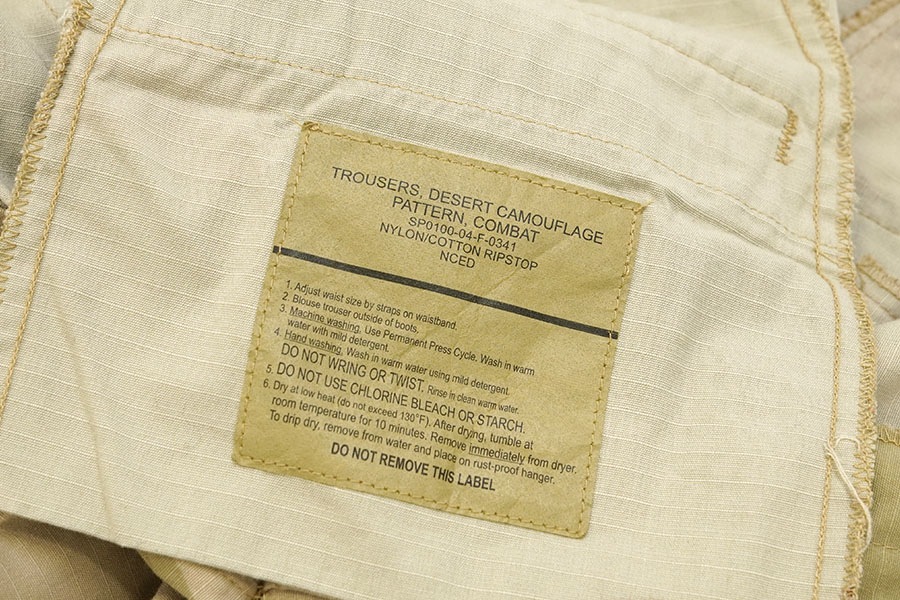 TROUSERS, DESERT CAMOUFLAGE
PATTERN, COMBAT
SP0100-04-F-0341
NYLON/COTTON RIPSTOP
NCED
1. Adjust waist size by straps on waistband.
2. Blouse trouser outside of boots.
3. Machine washing. Use Permanent Press Cycle. Wash in warm
water with mild detergent.
4. Hand washing. Wash in warm water using mild detergent.
DO NOT WRING OR TWIST. Rinse in clean warm water.
5. DO NOT USE CHLORINE BLEACH OR STARCH.
6. Dry at low heat (do not exceed 130°F). After drying, tumble at
room temperature for 10 minutes. Remove immediately from dryer.
To drip dry, remove from water and place on rust-proof hanger.
DO NOT REMOVE THIS LABEL